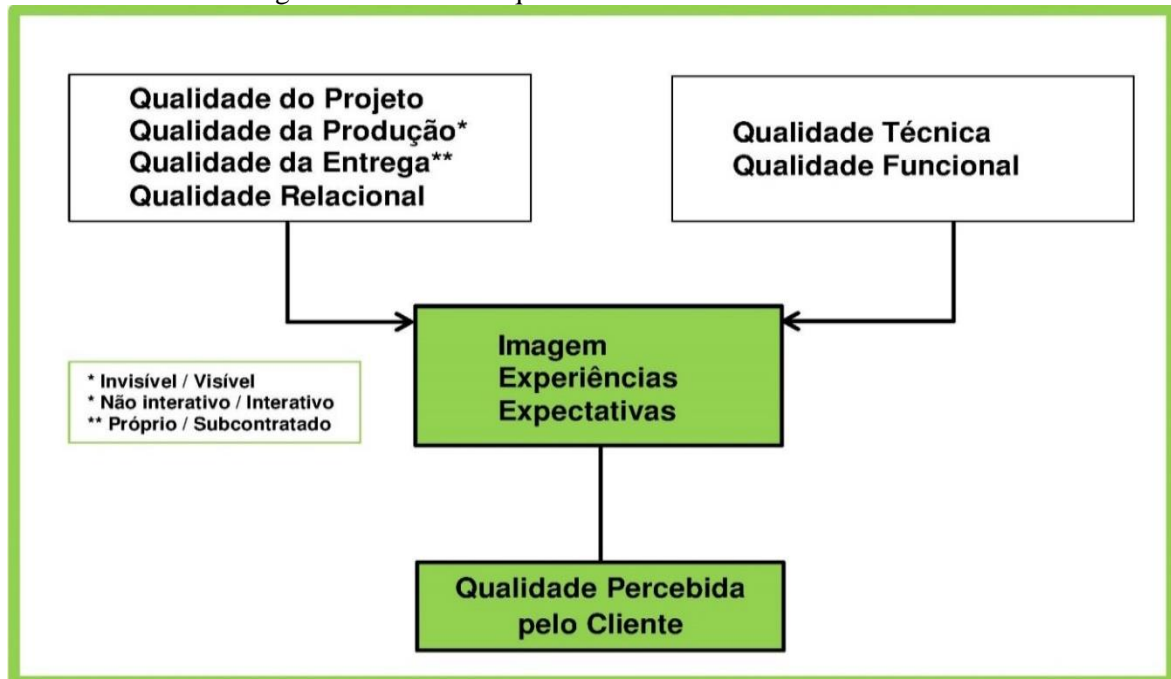 Qualidade do Projeto
Qualidade da Produção*
Qualidade da Entrega**
Qualidade Relacional
Qualidade Técnica
Qualidade Funcional
Imagem
Experiências
Expectativas
* Invisível / Visível
* Não interativo / Interativo
** Próprio / Subcontratado
Qualidade Percebida
pelo Cliente